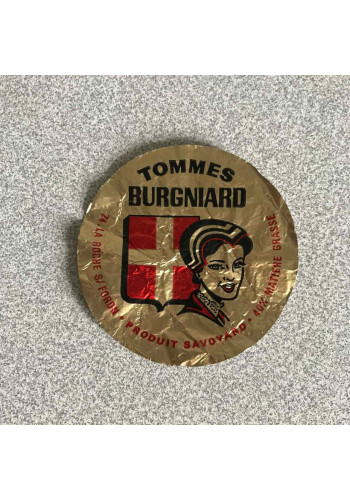 TOMMES
BURGNIARD
74 LA ROCHE S/ FORON - PRODUIT SAVOYARD - 40% MATIERE GRASSE